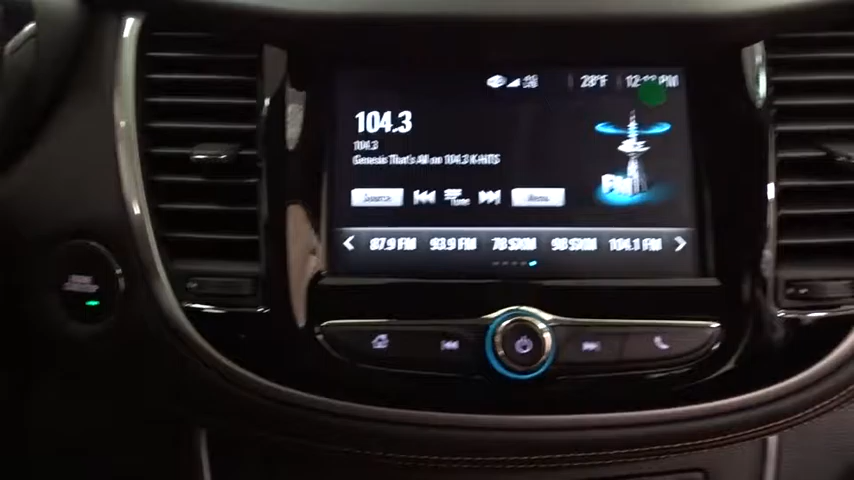 28°F
104.3
104.3
Genesis That's All on 104.3 K-HITS
FM
Source
Tune
Menu
87.9 FM 93.9 FM 78 SXM 98 SXM 104.1 FM